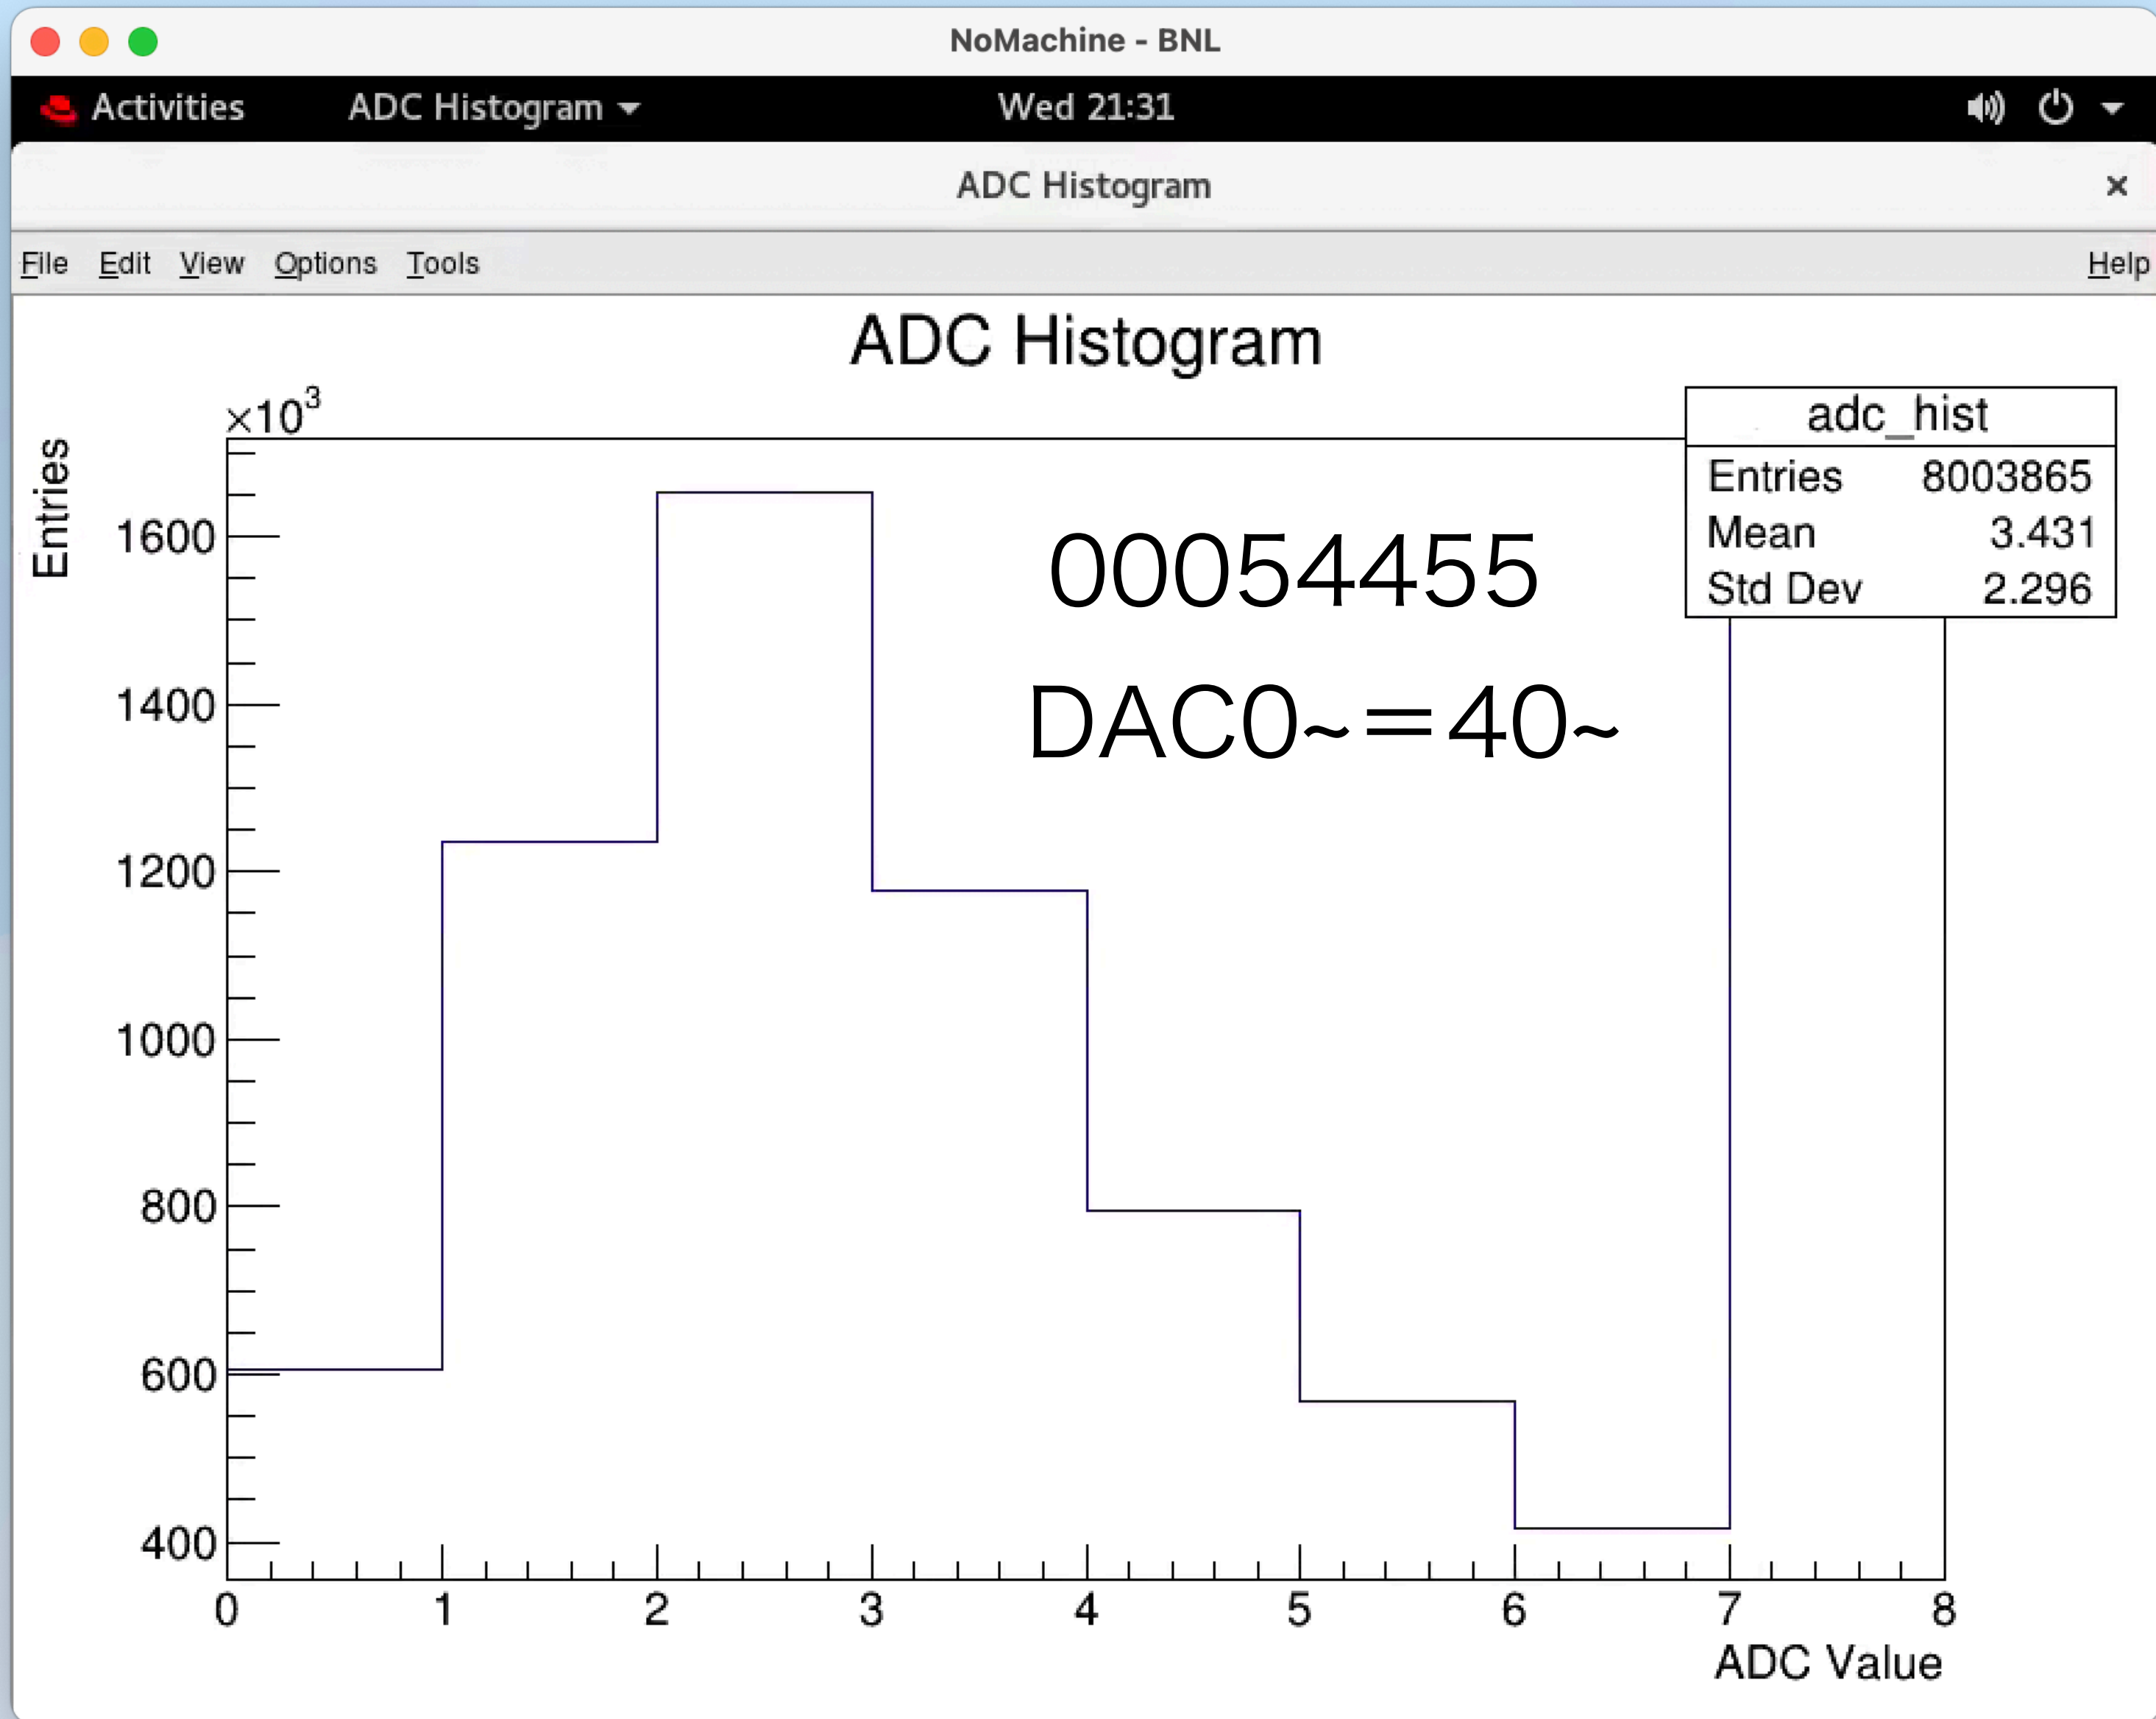 NoMachine - BNL
Activities ADC Histogram Wed 21:31
ADC Histogram
File Edit View Options Tools Help
ADC Histogram
×10³
Entries
adc_hist
Entries 8003865
Mean 3.431
Std Dev 2.296
00054455
DAC0~=40~
1600
1400
1200
1000
800
600
400
0 1 2 3 4 5 6 7 8
ADC Value